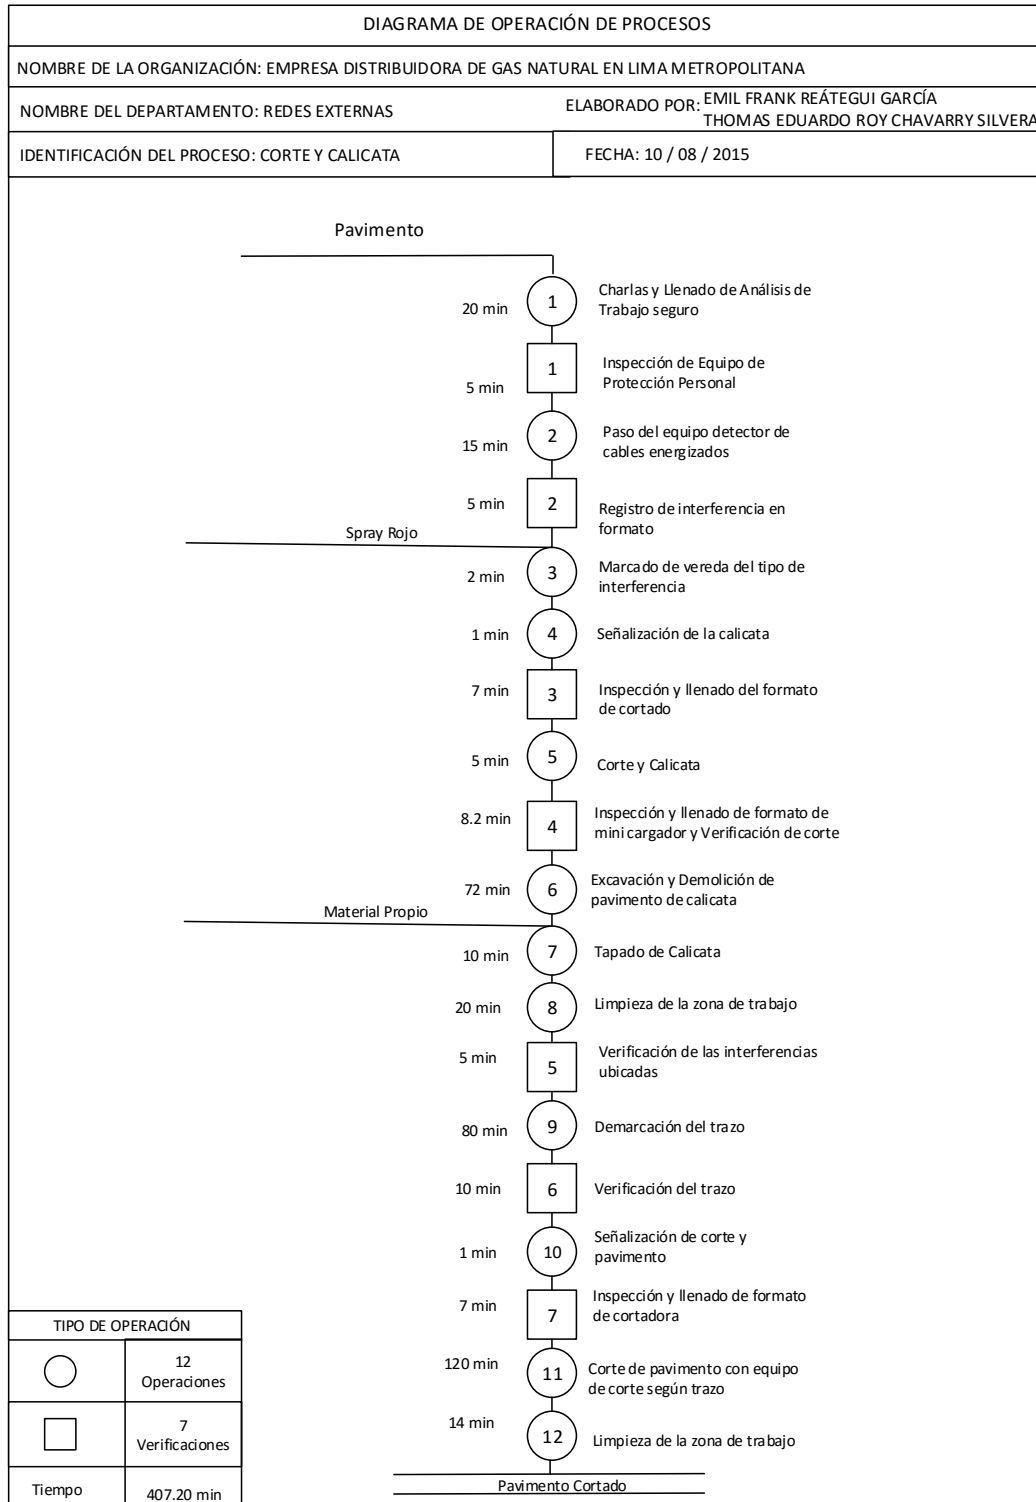 DIAGRAMA DE OPERACIÓN DE PROCESOS
NOMBRE DE LA ORGANIZACIÓN: EMPRESA DISTRIBUIDORA DE GAS NATURAL EN LIMA METROPOLITANA
NOMBRE DEL DEPARTAMENTO: REDES EXTERNAS
ELABORADO POR: EMIL FRANK REÁTEGUI GARCÍA
THOMAS EDUARDO ROY CHAVARRY SILVERA
IDENTIFICACIÓN DEL PROCESO: CORTE Y CALICATA
FECHA: 10 / 08 / 2015
Pavimento
20 min
1
Charlas y Llenado de Análisis de
Trabajo seguro
5 min
1
Inspección de Equipo de
Protección Personal
15 min
2
Paso del equipo detector de
cables energizados
5 min
2
Registro de interferencia en
formato
Spray Rojo
2 min
3
Marcado de vereda del tipo de
interferencia
1 min
4
Señalización de la calicata
7 min
3
Inspección y llenado del formato
de cortado
5 min
5
Corte y Calicata
8.2 min
4
Inspección y llenado de formato de
mini cargador y Verificación de corte
72 min
6
Excavación y Demolición de
pavimento de calicata
Material Propio
10 min
7
Tapado de Calicata
20 min
8
Limpieza de la zona de trabajo
5 min
5
Verificación de las interferencias
ubicadas
80 min
9
Demarcación del trazo
10 min
6
Verificación del trazo
1 min
10
Señalización de corte y
pavimento
7 min
7
Inspección y llenado de formato
de cortadora
120 min
11
Corte de pavimento con equipo
de corte según trazo
14 min
12
Limpieza de la zona de trabajo
Pavimento Cortado
TIPO DE OPERACIÓN
12
Operaciones
7
Verificaciones
Tiempo
407.20 min